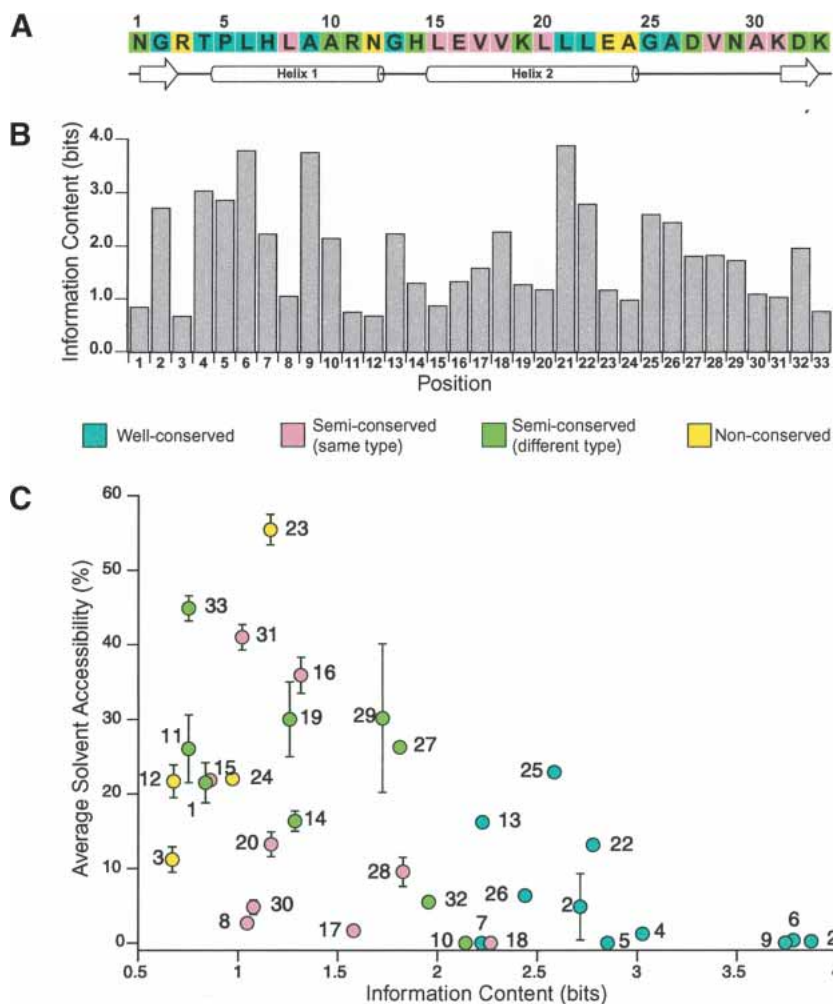 A
1 5 10 15 20 25 30
NGRTPLHLAARNGHLEVVKLLLEAGADVNAKDK
Helix 1 Helix 2
B
Information Content (bits)
4.0
3.0
2.0
1.0
0.0
1 2 3 4 5 6 7 8 9 10 11 12 13 14 15 16 17 18 19 20 21 22 23 24 25 26 27 28 29 30 31 32 33
Position
Well-conserved
Semi-conserved
(same type)
Semi-conserved
(different type)
Non-conserved
C
Average Solvent Accessibility (%)
60
23
50
33
40
31
16
30
11 19 29 27
12 15 24 25
20
1
14 13
20 22
10
3 28
30 32 26 2
8 17 7 4 6
0
10 18 5 9 2
0.5 1 1.5 2 2.5 3 3.5 4
Information Content (bits)